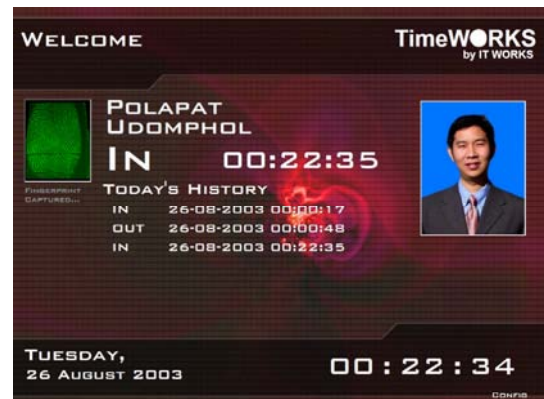 WELCOME
TimeWORKS
by IT WORKS
POLAPAT
UDOMPHOL
IN 00:22:35
FINGERPRINT
CAPTURED...
TODAY'S HISTORY
IN 26-08-2003 00:00:17
OUT 26-08-2003 00:00:48
IN 26-08-2003 00:22:35
TUESDAY,
26 AUGUST 2003
00:22:34
CONFIG